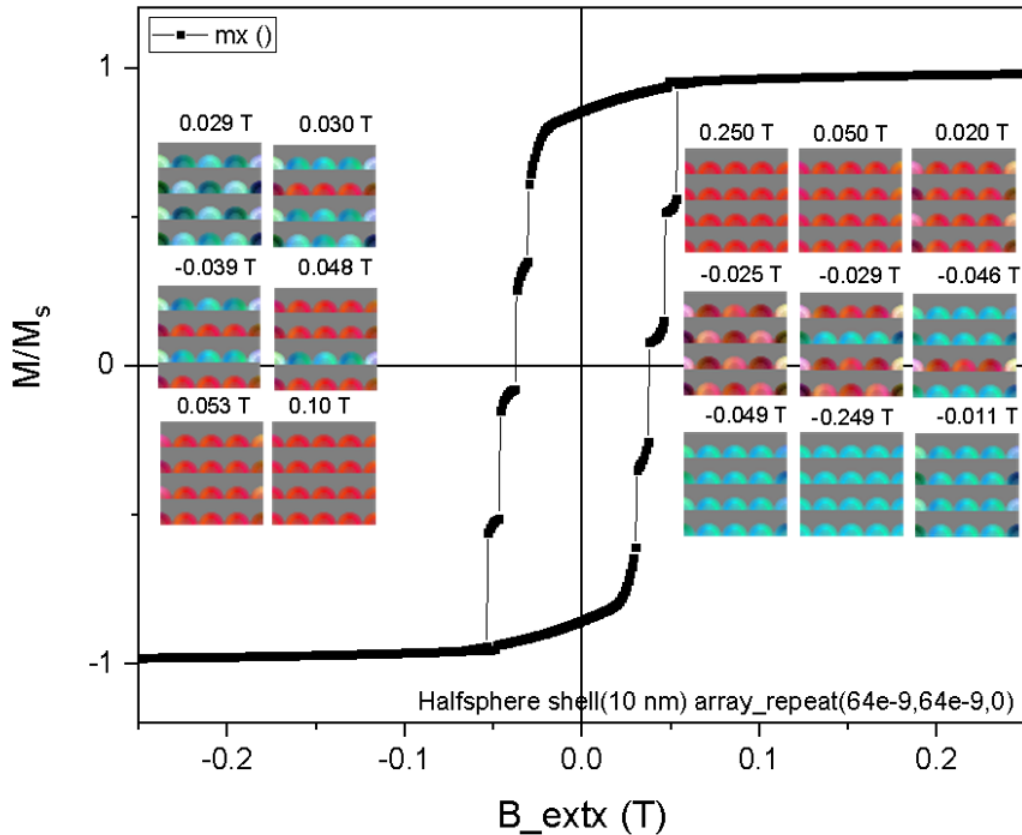 mx ()
1
0
-1
M/Ms
0.029 T 0.030 T
-0.039 T 0.048 T
0.053 T 0.10 T
0.250 T 0.050 T 0.020 T
-0.025 T -0.029 T -0.046 T
-0.049 T -0.249 T -0.011 T
Halfsphere shell(10 nm) array_repeat(64e-9,64e-9,0)
-0.2 -0.1 0.0 0.1 0.2
B_extx (T)